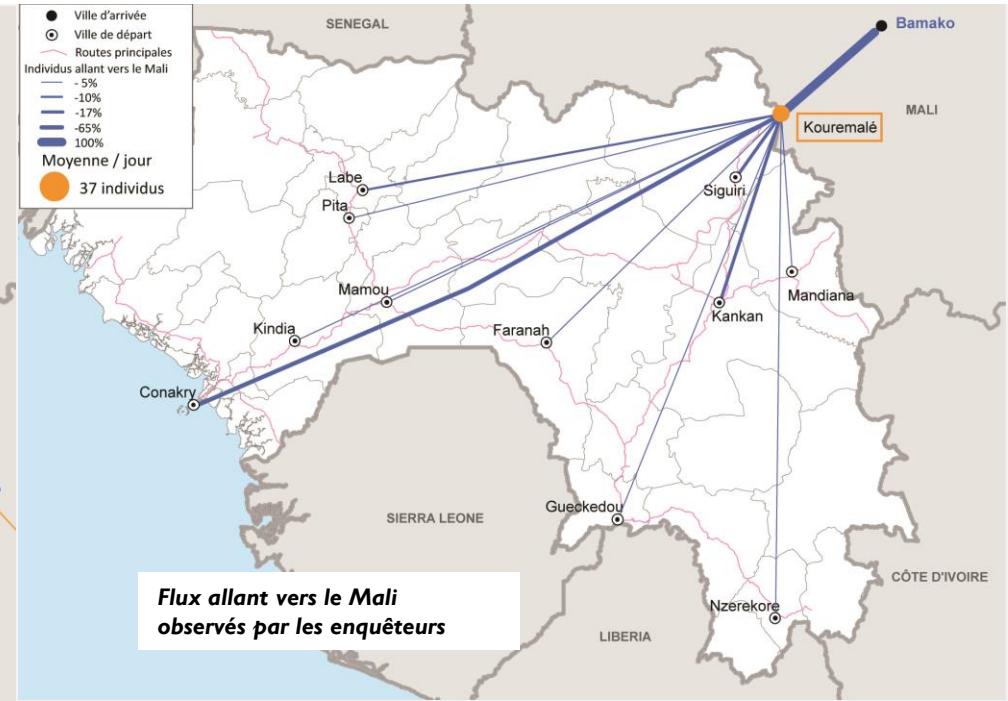 Ville d'arrivée
Ville de départ
Routes principales
Individus allant vers le Mali
- 5%
-10%
-17%
-65%
100%
Moyenne / jour
37 individus
SENEGAL
Bamako
MALI
Kouremalé
Labe
Pita
Siguiri
Mamou
Mandiana
Kankan
Kindia
Faranah
Conakry
Gueckedou
SIERRA LEONE
CÔTE D'IVOIRE
Nzerekore
LIBERIA
Flux allant vers le Mali
observés par les enquêteurs